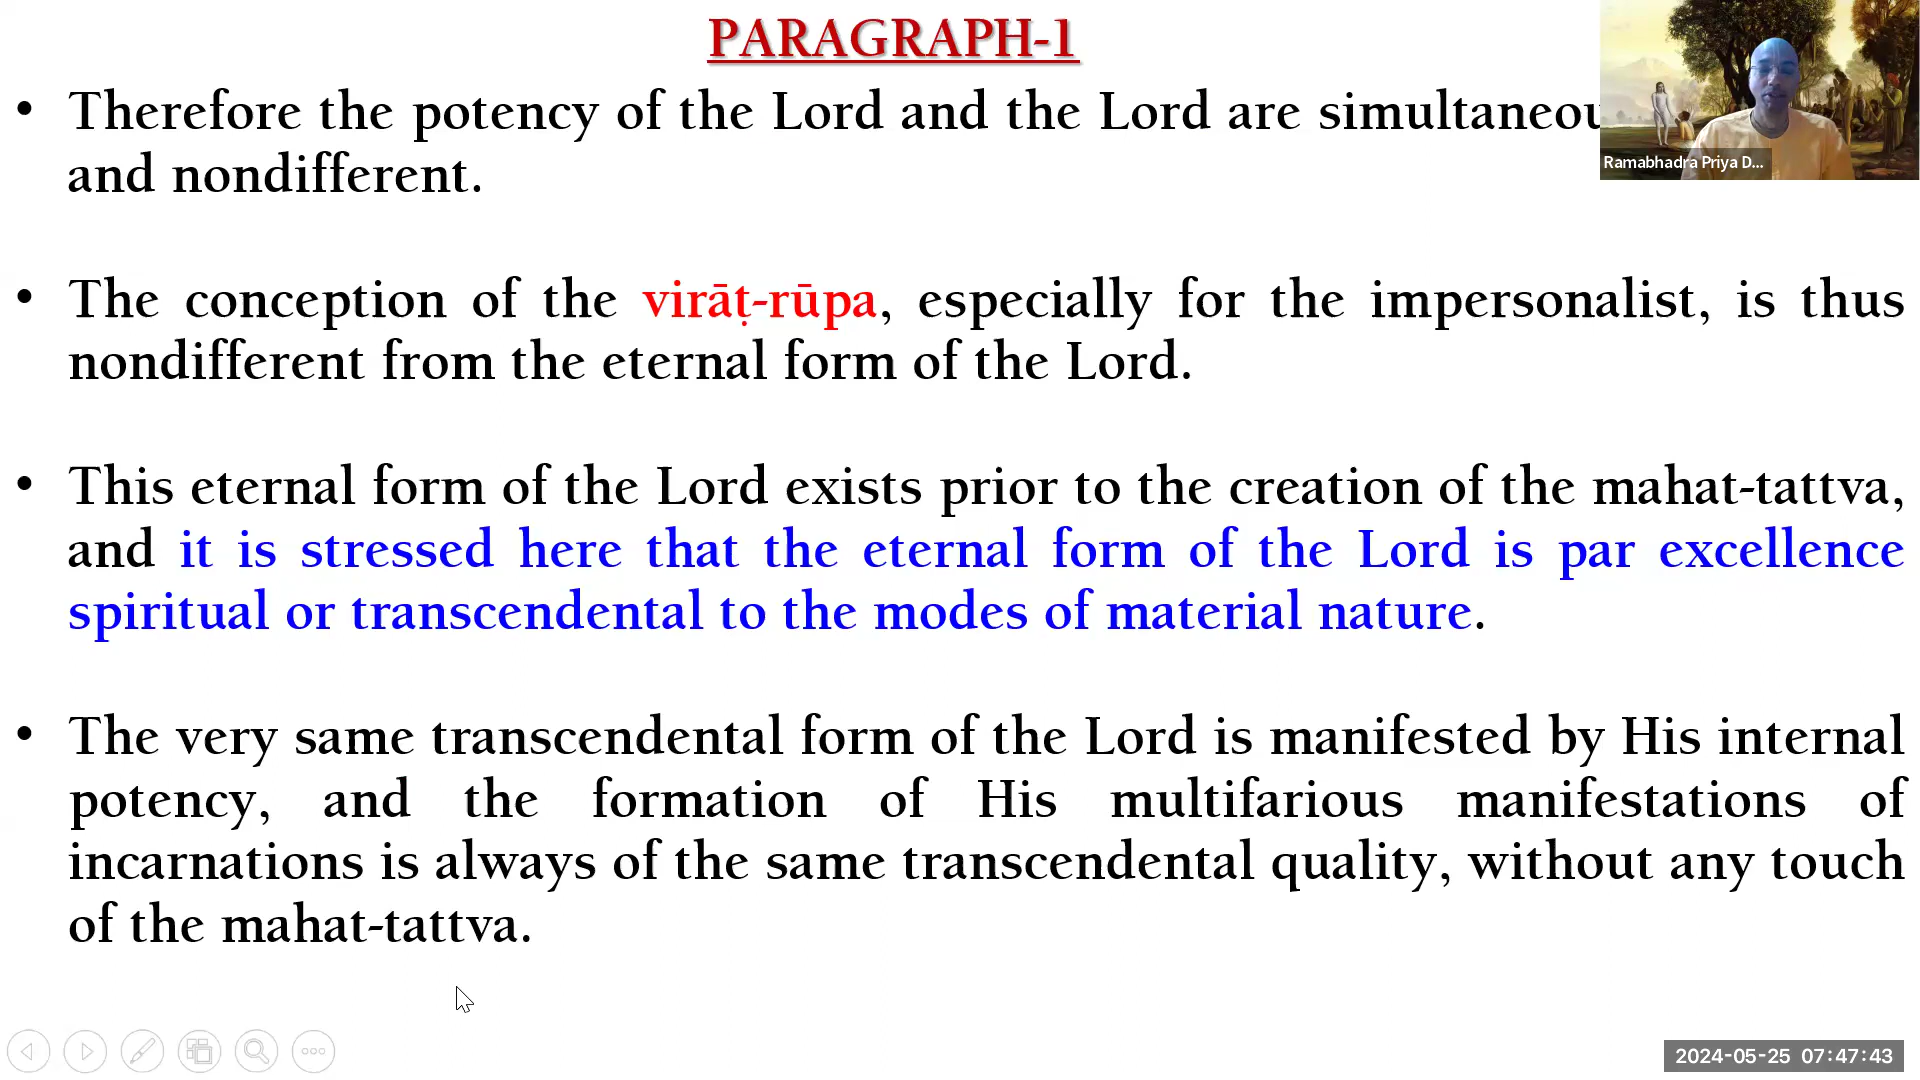 PARAGRAPH-1
• Therefore the potency of the Lord and the Lord are
and nondifferent.
• The conception of the virāṭ-rūpa, especially for the impersonalist, is thus
nondifferent from the eternal form of the Lord.
• This eternal form of the Lord exists prior to the creation of the mahat-tattva,
and it is stressed here that the eternal form of the Lord is par excellence
spiritual or transcendental to the modes of material nature.
• The very same transcendental form of the Lord is manifested by His internal
potency, and the formation of His multifarious manifestations of
incarnations is always of the same transcendental quality, without any touch
of the mahat-tattva.
Ramabhadra Priya D...
2024-05-25 07:47:43